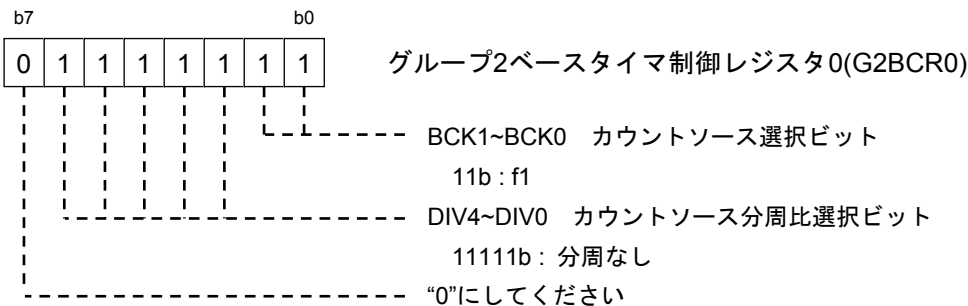 b7 b0
0 1 1 1 1 1 1 1 グループ2ベースタイマ制御レジスタ0(G2BCR0)
BCK1~BCK0 カウントソース選択ビット
11b : f1
DIV4~DIV0 カウントソース分周比選択ビット
11111b : 分周なし
“0”にしてください